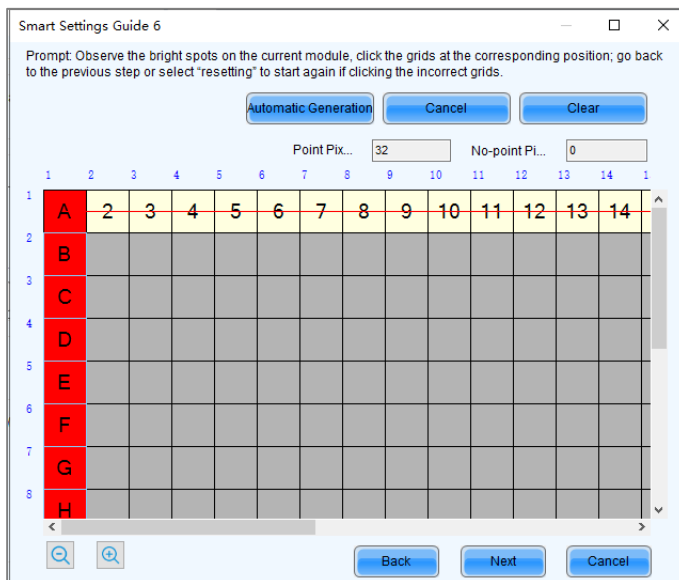 Smart Settings Guide 6
Prompt: Observe the bright spots on the current module, click the grids at the corresponding position; go back
to the previous step or select “resetting” to start again if clicking the incorrect grids.
Automatic Generation Cancel Clear
Point Pix... 32 No-point Pi... 0
1 2 3 4 5 6 7 8 9 10 11 12 13 14 1
1 A 2 3 4 5 6 7 8 9 10 11 12 13 14
2 B
3 C
4 D
5 E
6 F
7 G
8 H
Back Next Cancel